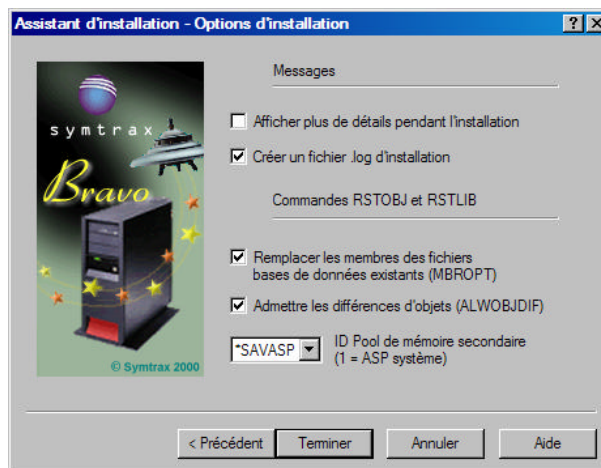 Assistant d'installation - Options d'installation
symtrax
Bravo
© Symtrax 2000
Messages
Afficher plus de détails pendant l'installation
Créer un fichier .log d'installation
Commandes RSTOBJ et RSTLIB
Remplacer les membres des fichiers
bases de données existants (MBROPT)
Admettre les différences d'objets (ALWOBJDIF)
*SAVASP
ID Pool de mémoire secondaire
(1 = ASP système)
< Précédent
Terminer
Annuler
Aide